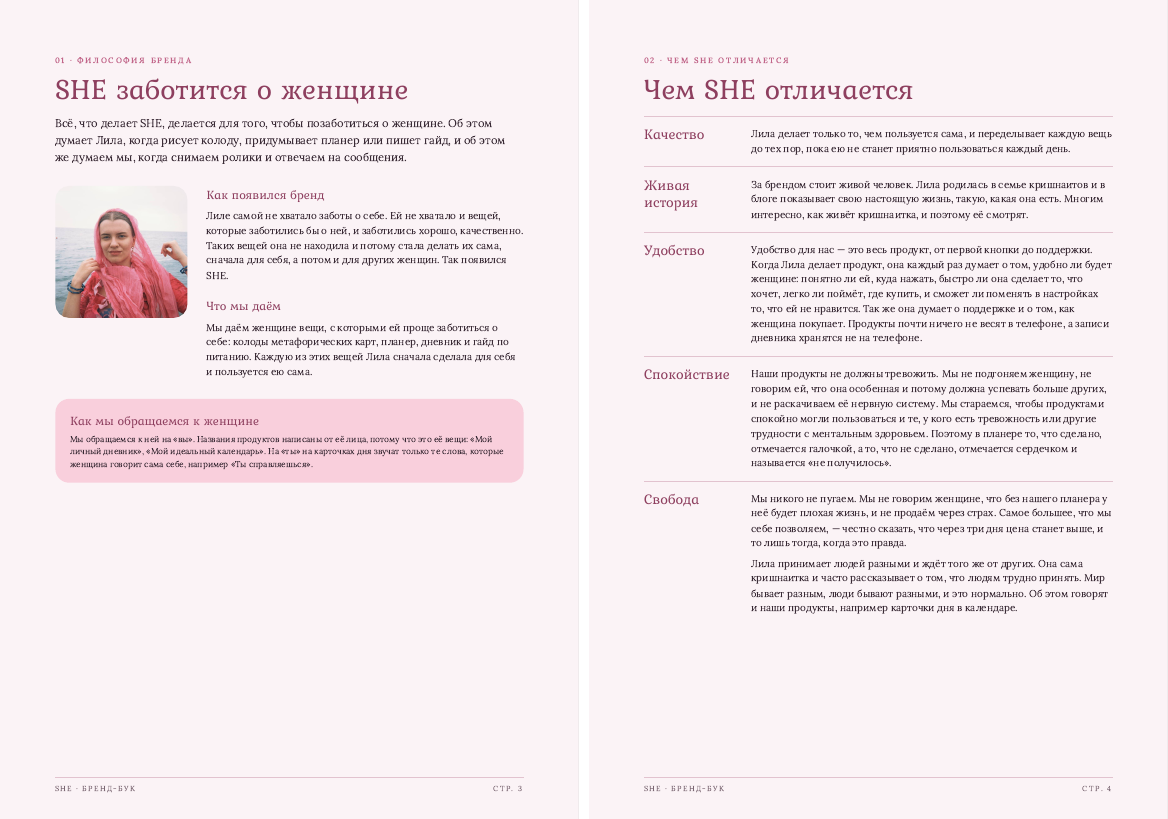 01 · ФИЛОСОФИЯ БРЕНДА
SHE заботится о женщине
Всё, что делает SHE, делается для того, чтобы позаботиться о женщине. Об этом
думает Лила, когда рисует колоду, придумывает планер или пишет гайд, и об этом
же думаем мы, когда снимаем ролики и отвечаем на сообщения.
Как появился бренд
Лиле самой не хватало заботы о себе. Ей не хватало и вещей,
которые заботились бы о ней, и заботились хорошо, качественно.
Таких вещей она не находила и потому стала делать их сама,
сначала для себя, а потом и для других женщин. Так появился
SHE.
Что мы даём
Мы даём женщине вещи, с которыми ей проще заботиться о
себе: колоды метафорических карт, планер, дневник и гайд по
питанию. Каждую из этих вещей Лила сначала сделала для себя
и пользуется ею сама.
Как мы обращаемся к женщине
Мы обращаемся к ней на «вы». Названия продуктов написаны от её лица, потому что это её вещи: «Мой
личный дневник», «Мой идеальный календарь». На «ты» на карточках дня звучат только те слова, которые
женщина говорит сама себе, например «Ты справляешься».
SHE · БРЕНД-БУК
СТР. 3
02 · ЧЕМ SHE ОТЛИЧАЕТСЯ
Чем SHE отличается
Качество
Лила делает только то, чем пользуется сама, и переделывает каждую вещь
до тех пор, пока ею не станет приятно пользоваться каждый день.
Живая
история
За брендом стоит живой человек. Лила родилась в семье кришнаитов и в
блоге показывает свою настоящую жизнь, такую, какая она есть. Многим
интересно, как живёт кришнаитка, и поэтому её смотрят.
Удобство
Удобство для нас — это весь продукт, от первой кнопки до поддержки.
Когда Лила делает продукт, она каждый раз думает о том, удобно ли будет
женщине: понятно ли ей, куда нажать, быстро ли она сделает то, что
хочет, легко ли поймёт, где купить, и сможет ли поменять в настройках
то, что ей не нравится. Так же она думает о поддержке и о том, как
женщина покупает. Продукты почти ничего не весят в телефоне, а записи
дневника хранятся не на телефоне.
Спокойствие
Наши продукты не должны тревожить. Мы не подгоняем женщину, не
говорим ей, что она особенная и потому должна успевать больше других,
и не раскачиваем её нервную систему. Мы стараемся, чтобы продуктами
спокойно могли пользоваться и те, у кого есть тревожность или другие
трудности с ментальным здоровьем. Поэтому в планере то, что сделано,
отмечается галочкой, а то, что не сделано, отмечается сердечком и
называется «не получилось».
Свобода
Мы никого не пугаем. Мы не говорим женщине, что без нашего планера у
неё будет плохая жизнь, и не продаём через страх. Самое большее, что мы
себе позволяем, — честно сказать, что через три дня цена станет выше, и
то лишь тогда, когда это правда.
Лила принимает людей разными и ждёт того же от других. Она сама
кришнаитка и часто рассказывает о том, что людям трудно принять. Мир
бывает разным, люди бывают разными, и это нормально. Об этом говорят
и наши продукты, например карточки дня в календаре.
SHE · БРЕНД-БУК
СТР. 4